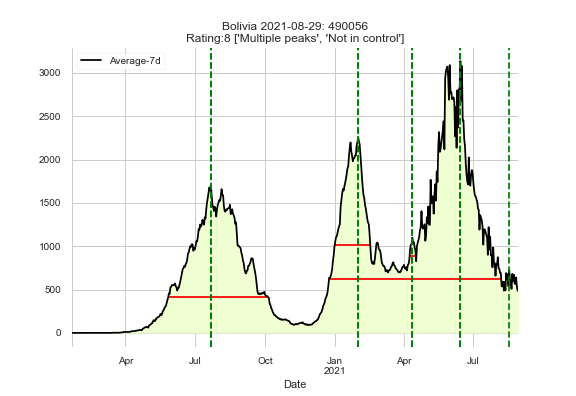 Bolivia 2021-08-29: 490056
Rating:8 ['Multiple peaks', 'Not in control']
Average-7d
3000
2500
2000
1500
1000
500
0
Apr Jul Oct Jan Apr Jul
2021
Date